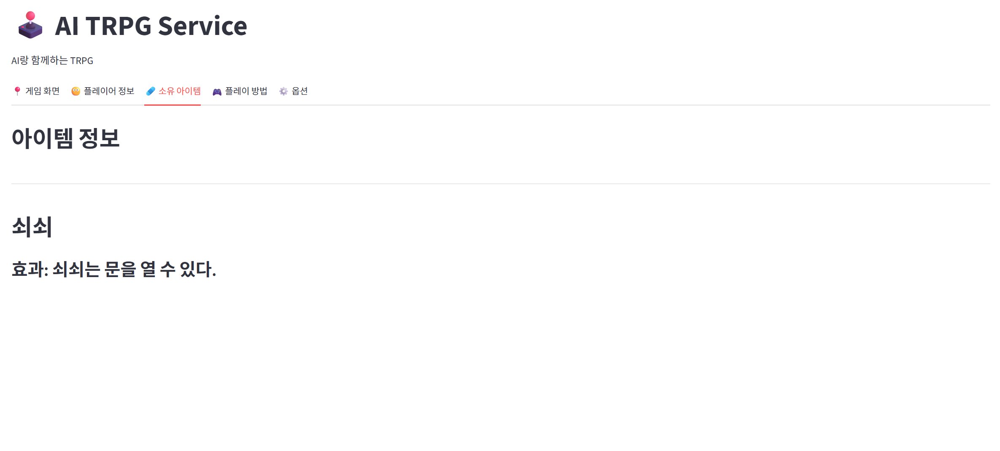 AI TRPG Service
AI랑 함께하는 TRPG
게임 화면 플레이어 정보 소유 아이템 플레이 방법 옵션
아이템 정보
쇠쇠
효과: 쇠쇠는 문을 열 수 있다.